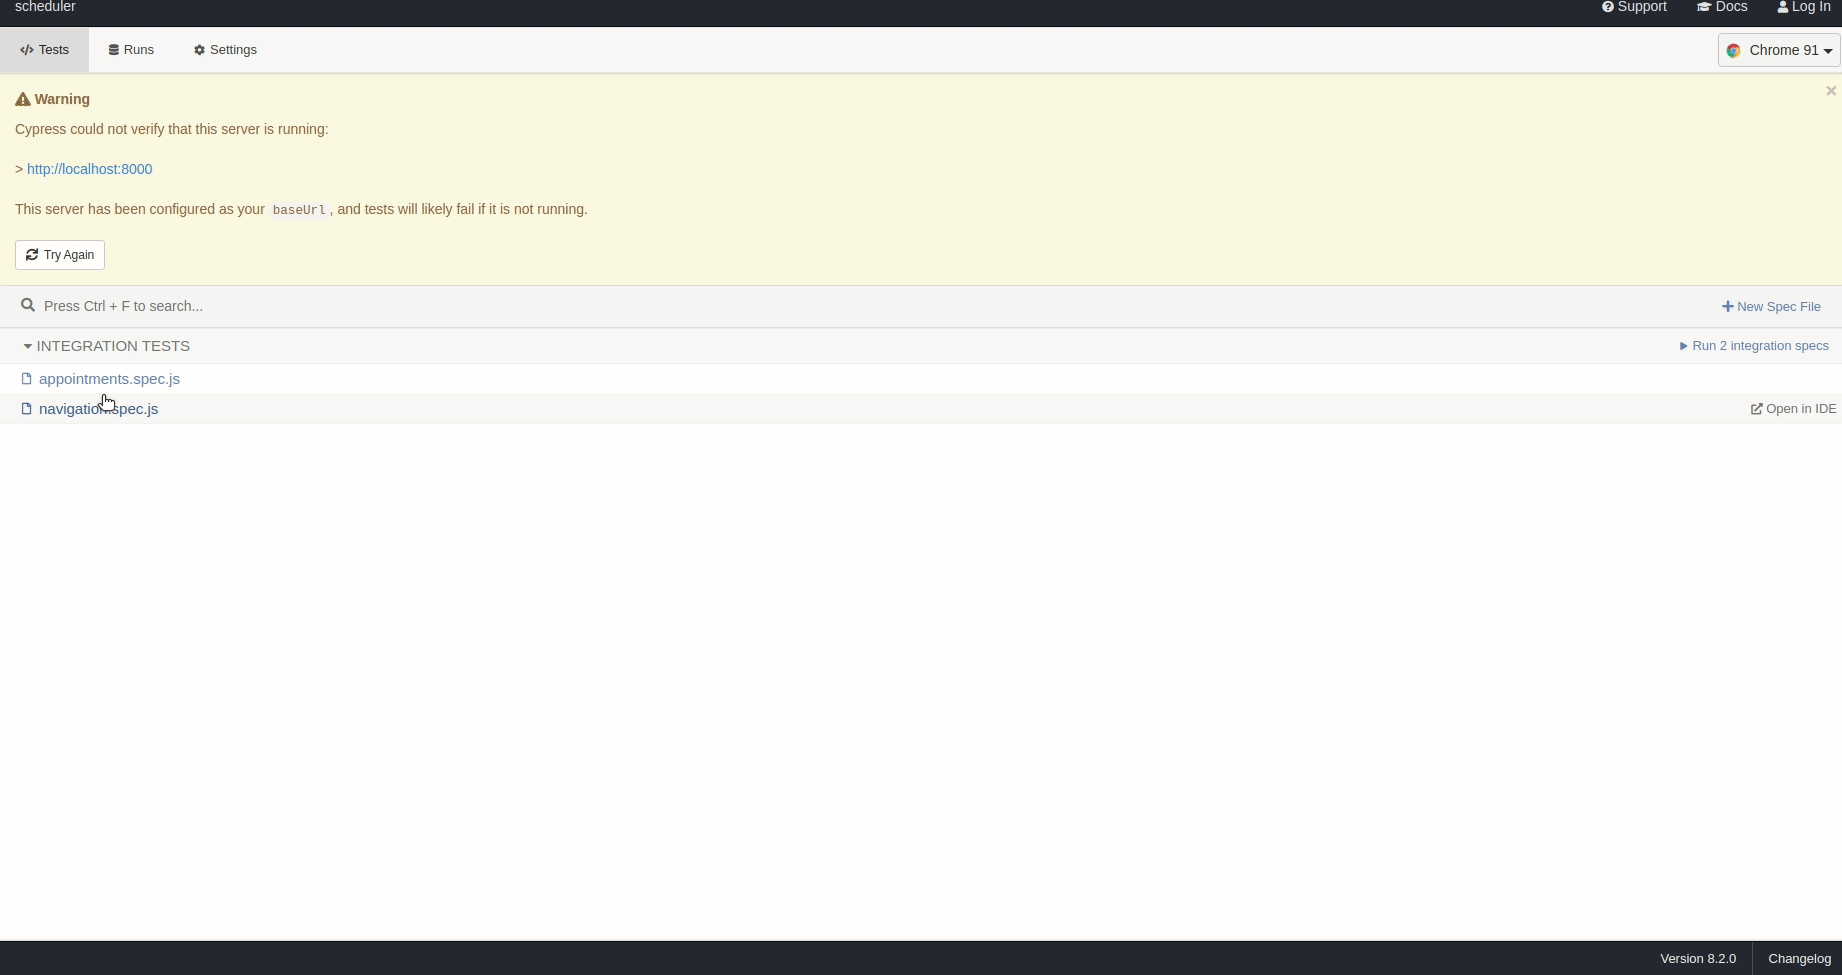 scheduler
Support Docs Log In
Tests Runs Settings
Chrome 91
Warning
Cypress could not verify that this server is running:
> http://localhost:8000
This server has been configured as your baseUrl, and tests will likely fail if it is not running.
Try Again
Press Ctrl + F to search...
New Spec File
INTEGRATION TESTS
Run 2 integration specs
appointments.spec.js
navigation.spec.js
Open in IDE
Version 8.2.0
Changelog